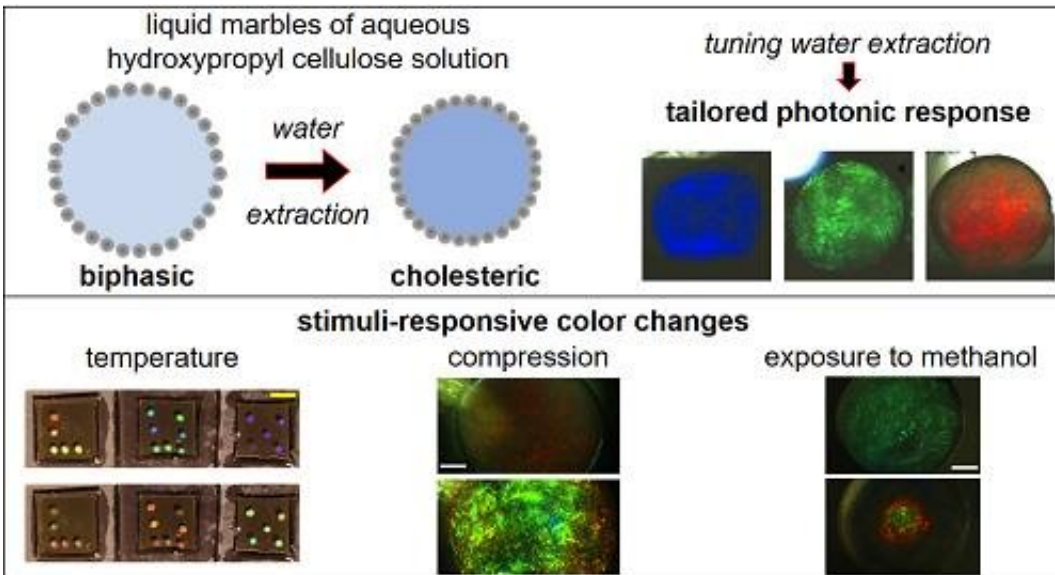 liquid marbles of aqueous
hydroxypropyl cellulose solution
water
extraction
biphasic
cholesteric
tuning water extraction
tailored photonic response
stimuli-responsive color changes
temperature
compression
exposure to methanol